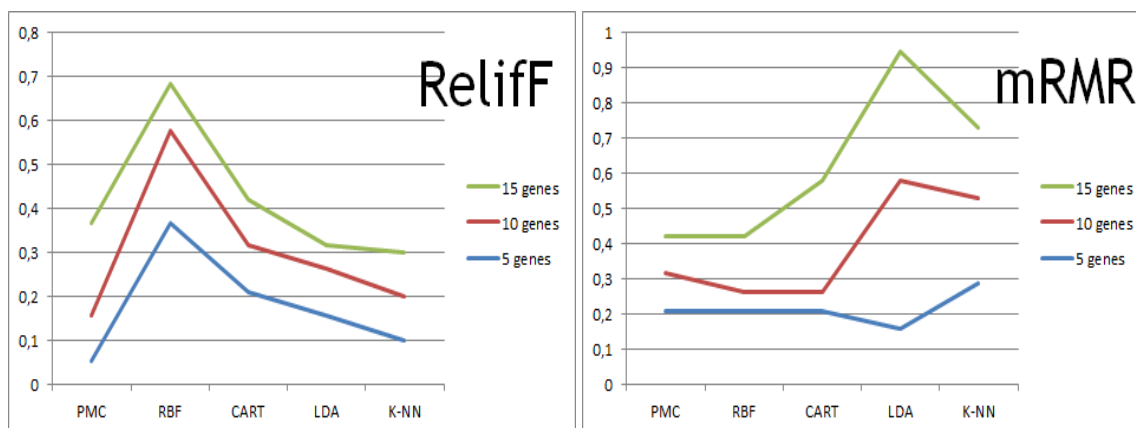 0,8
0,7
0,6
0,5
0,4
0,3
0,2
0,1
0
PMC RBF CART LDA K-NN
RelifF
15 genes
10 genes
5 genes
1
0,9
0,8
0,7
0,6
0,5
0,4
0,3
0,2
0,1
0
PMC RBF CART LDA K-NN
mRMR
15 genes
10 genes
5 genes